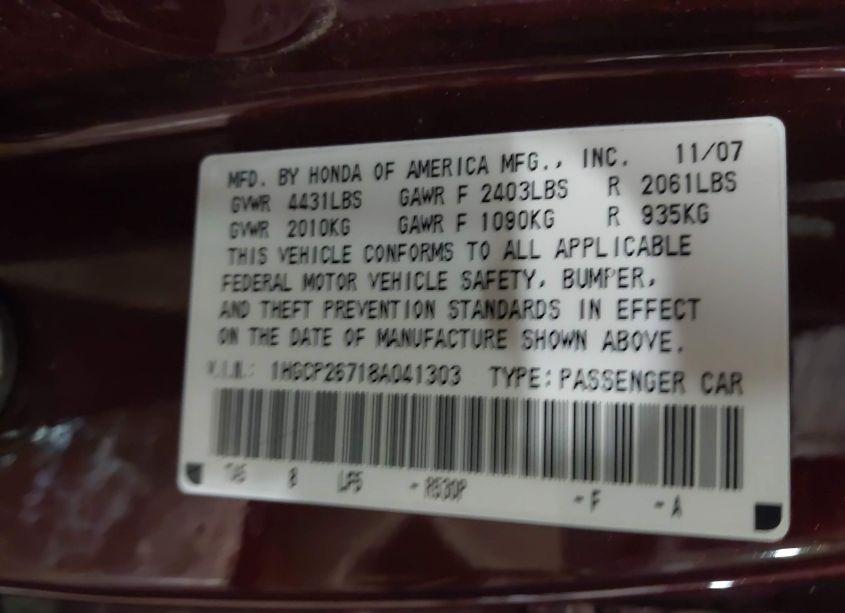 MFD. BY HONDA OF AMERICA MFG., INC. 11/07
GVWR 4431LBS GAWR F 2403LBS R 2061LBS
GVWR 2010KG GAWR F 1090KG R 935KG
THIS VEHICLE CONFORMS TO ALL APPLICABLE
FEDERAL MOTOR VEHICLE SAFETY, BUMPER,
AND THEFT PREVENTION STANDARDS IN EFFECT
ON THE DATE OF MANUFACTURE SHOWN ABOVE.
V.I.N.: 1HGCP26718A041303 TYPE: PASSENGER CAR
8 - R530P - F - A